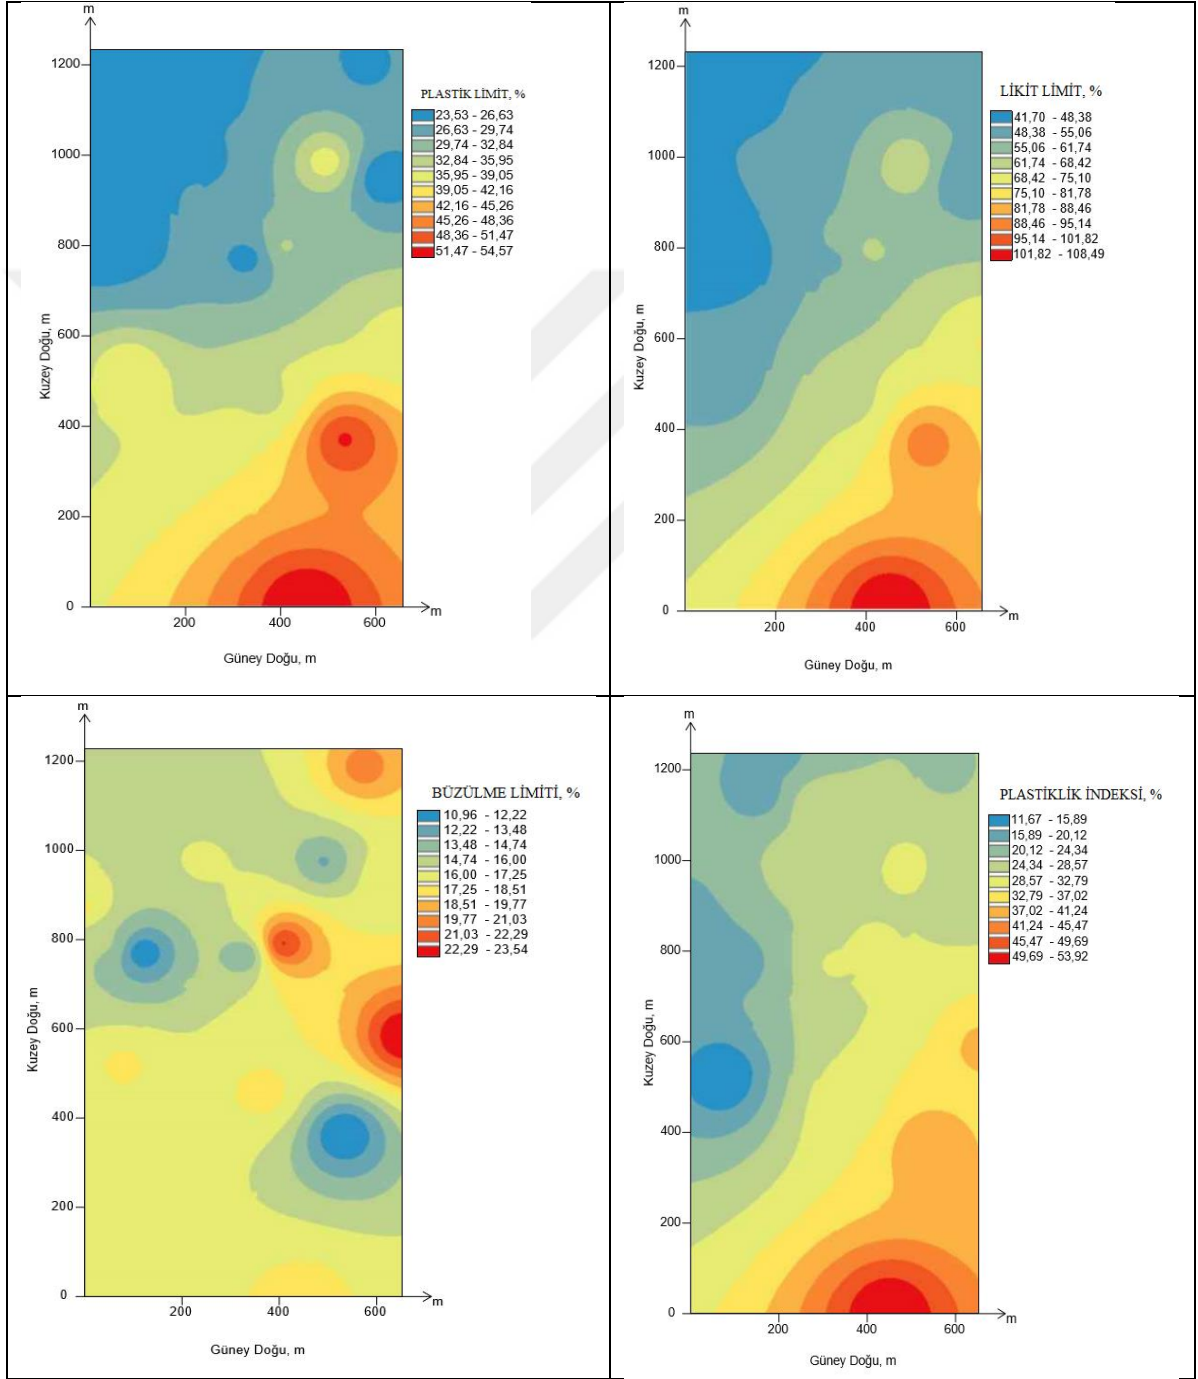 m
1200
1000
800
600
400
200
0
200
400
600
m
Kuzey Doğu, m
Güney Doğu, m
PLASTİK LİMİT, %
23,53 - 26,63
26,63 - 29,74
29,74 - 32,84
32,84 - 35,95
35,95 - 39,05
39,05 - 42,16
42,16 - 45,26
45,26 - 48,36
48,36 - 51,47
51,47 - 54,57
m
1200
1000
800
600
400
200
0
200
400
600
m
Kuzey Doğu, m
Güney Doğu, m
LİKİT LİMİT, %
41,70 - 48,38
48,38 - 55,06
55,06 - 61,74
61,74 - 68,42
68,42 - 75,10
75,10 - 81,78
81,78 - 88,46
88,46 - 95,14
95,14 - 101,82
101,82 - 108,49
m
1200
1000
800
600
400
200
0
200
400
600
m
Kuzey Doğu, m
Güney Doğu, m
BÜZÜLME LİMİTİ, %
10,96 - 12,22
12,22 - 13,48
13,48 - 14,74
14,74 - 16,00
16,00 - 17,25
17,25 - 18,51
18,51 - 19,77
19,77 - 21,03
21,03 - 22,29
22,29 - 23,54
m
1200
1000
800
600
400
200
0
200
400
600
m
Kuzey Doğu, m
Güney Doğu, m
PLASTİKLİK İNDEKSİ, %
11,67 - 15,89
15,89 - 20,12
20,12 - 24,34
24,34 - 28,57
28,57 - 32,79
32,79 - 37,02
37,02 - 41,24
41,24 - 45,47
45,47 - 49,69
49,69 - 53,92